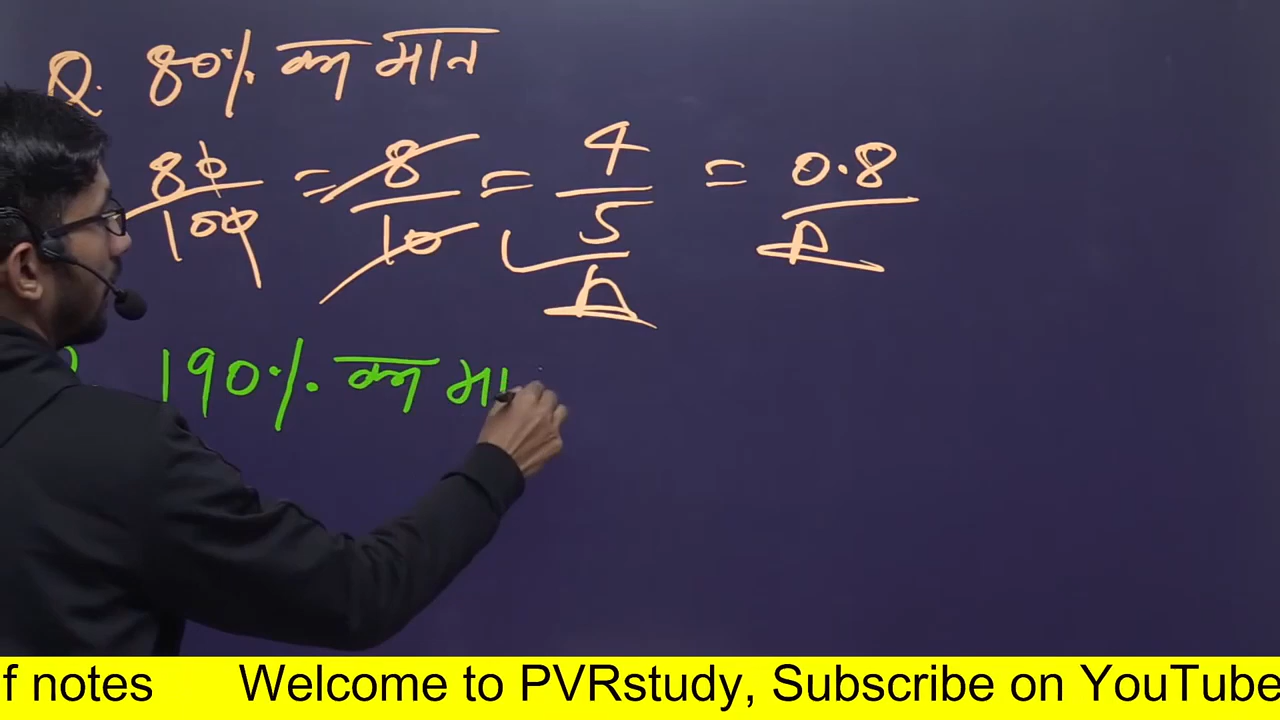 Q. 80% का मान
80/100 = 8/10 = 4/5 = 0.8
190% का मा
f notes Welcome to PVRstudy, Subscribe on YouTube